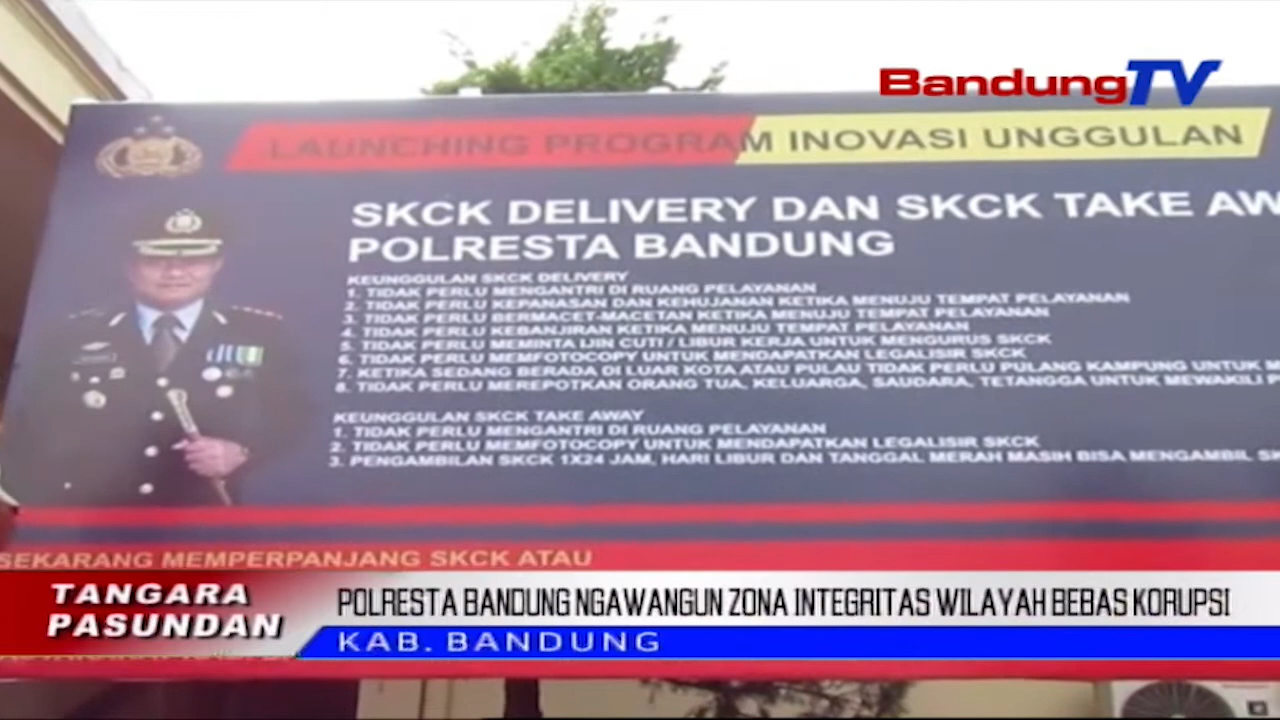 BandungTV
LAUNCHING PROGRAM INOVASI UNGGULAN
SKCK DELIVERY DAN SKCK TAKE AW
POLRESTA BANDUNG
KEUNGGULAN SKCK DELIVERY
1. TIDAK PERLU MENGANTRI DI RUANG PELAYANAN
2. TIDAK PERLU KEPANASAN DAN KEHUJANAN KETIKA MENUJU TEMPAT PELAYANAN
3. TIDAK PERLU BERMACET-MACETAN KETIKA MENUJU TEMPAT PELAYANAN
4. TIDAK PERLU KEBANJIRAN KETIKA MENUJU TEMPAT PELAYANAN
5. TIDAK PERLU MEMINTA IJIN CUTI / LIBUR KERJA UNTUK MENGURUS SKCK
6. TIDAK PERLU MEMFOTOCOPY UNTUK MENDAPATKAN LEGALISIR SKCK
7. KETIKA SEDANG BERADA DI LUAR KOTA ATAU PULAU TIDAK PERLU PULANG KAMPUNG UNTUK M
8. TIDAK PERLU MEREPOTKAN ORANG TUA, KELUARGA, SAUDARA, TETANGGA UNTUK MEWAKILI P
KEUNGGULAN SKCK TAKE AWAY
1. TIDAK PERLU MENGANTRI DI RUANG PELAYANAN
2. TIDAK PERLU MEMFOTOCOPY UNTUK MENDAPATKAN LEGALISIR SKCK
3. PENGAMBILAN SKCK 1X24 JAM, HARI LIBUR DAN TANGGAL MERAH MASIH BISA MENGAMBIL SK
SEKARANG MEMPERPANJANG SKCK ATAU
TANGARA
PASUNDAN
POLRESTA BANDUNG NGAWANGUN ZONA INTEGRITAS WILAYAH BEBAS KORUPSI
KAB. BANDUNG